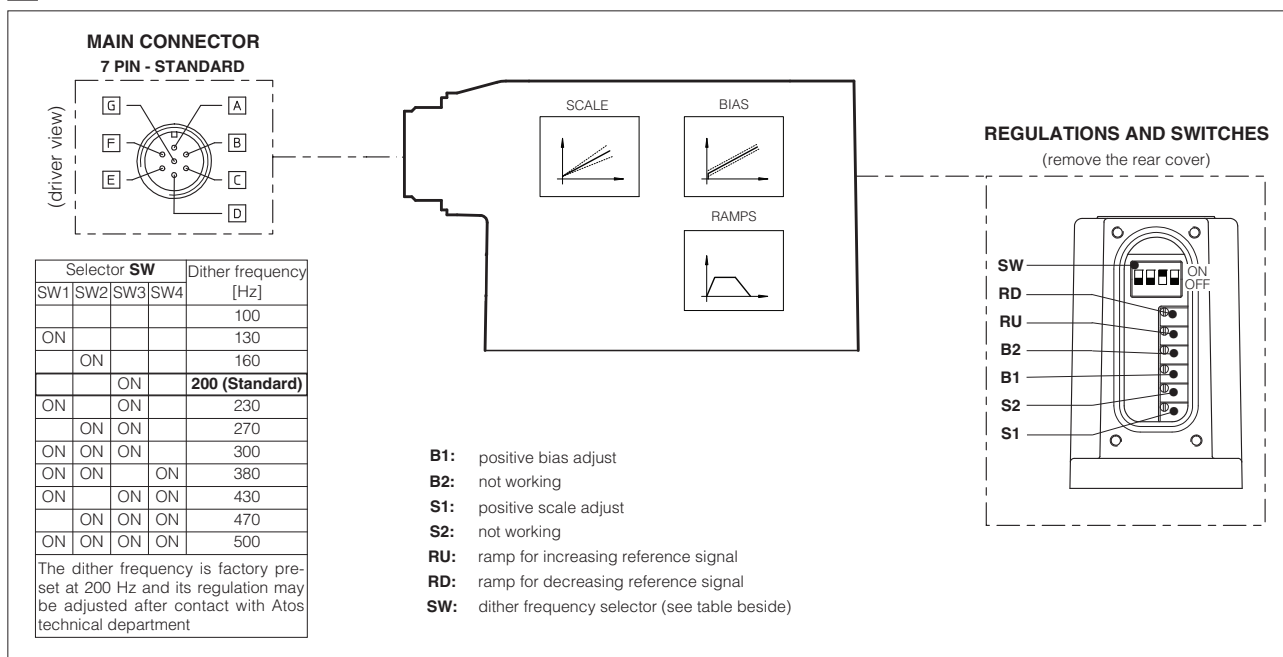 MAIN CONNECTOR
7 PIN - STANDARD
(driver view)
G
A
F
B
E
C
D
SCALE
BIAS
RAMPS
REGULATIONS AND SWITCHES
(remove the rear cover)
SW
ON
OFF
RD
RU
B2
B1
S2
S1
Selector SW Dither frequency
SW1 SW2 SW3 SW4 [Hz]
100
ON 130
ON 160
ON 200 (Standard)
ON ON 230
ON ON 270
ON ON ON 300
ON ON ON 380
ON ON ON 430
ON ON ON 470
ON ON ON ON 500
The dither frequency is factory pre-
set at 200 Hz and its regulation may
be adjusted after contact with Atos
technical department
B1: positive bias adjust
B2: not working
S1: positive scale adjust
S2: not working
RU: ramp for increasing reference signal
RD: ramp for decreasing reference signal
SW: dither frequency selector (see table beside)